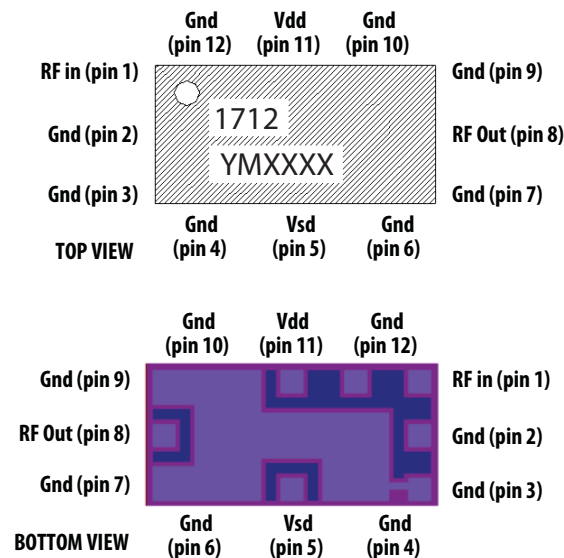 Gnd (pin 12) Vdd (pin 11) Gnd (pin 10)
RF in (pin 1) Gnd (pin 9)
1712
Gnd (pin 2) RF Out (pin 8)
YMXXXX
Gnd (pin 3) Gnd (pin 7)
Gnd (pin 4) Vsd (pin 5) Gnd (pin 6)
TOP VIEW
Gnd (pin 10) Vdd (pin 11) Gnd (pin 12)
Gnd (pin 9) RF in (pin 1)
RF Out (pin 8) Gnd (pin 2)
Gnd (pin 7) Gnd (pin 3)
Gnd (pin 6) Vsd (pin 5) Gnd (pin 4)
BOTTOM VIEW